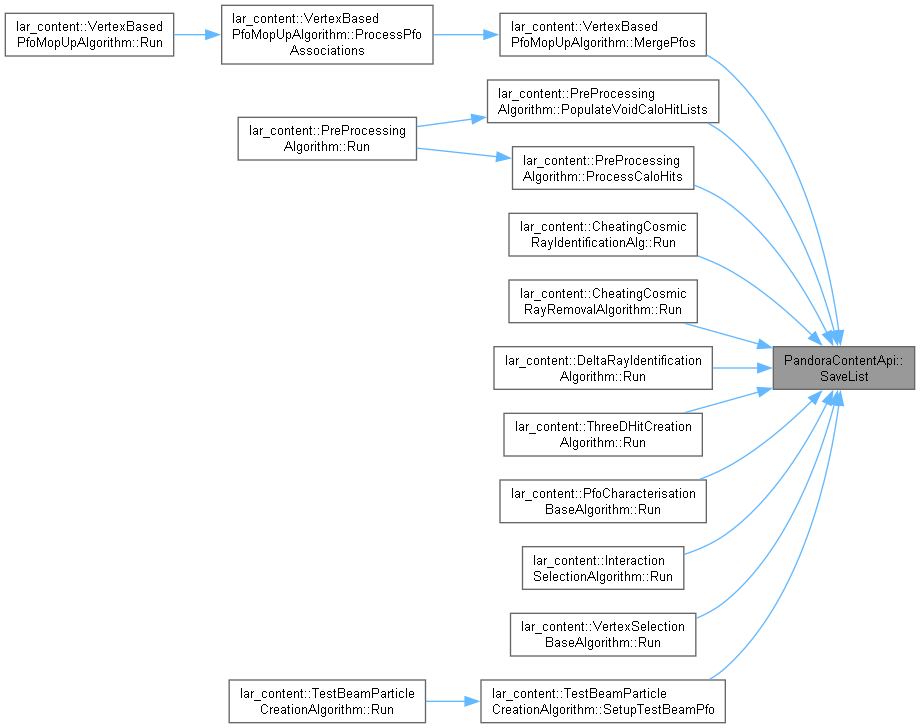 lar_content::VertexBased
PfoMopUpAlgorithm::Run
lar_content::VertexBased
PfoMopUpAlgorithm::ProcessPfo
Associations
lar_content::VertexBased
PfoMopUpAlgorithm::MergePfos
lar_content::PreProcessing
Algorithm::PopulateVoidCaloHitLists
lar_content::PreProcessing
Algorithm::Run
lar_content::PreProcessing
Algorithm::ProcessCaloHits
lar_content::CheatingCosmic
RayIdentificationAlg::Run
lar_content::CheatingCosmic
RayRemovalAlgorithm::Run
lar_content::DeltaRayIdentification
Algorithm::Run
PandoraContentApi::
SaveList
lar_content::ThreeDHitCreation
Algorithm::Run
lar_content::PfoCharacterisation
BaseAlgorithm::Run
lar_content::Interaction
SelectionAlgorithm::Run
lar_content::VertexSelection
BaseAlgorithm::Run
lar_content::TestBeamParticle
CreationAlgorithm::Run
lar_content::TestBeamParticle
CreationAlgorithm::SetupTestBeamPfo